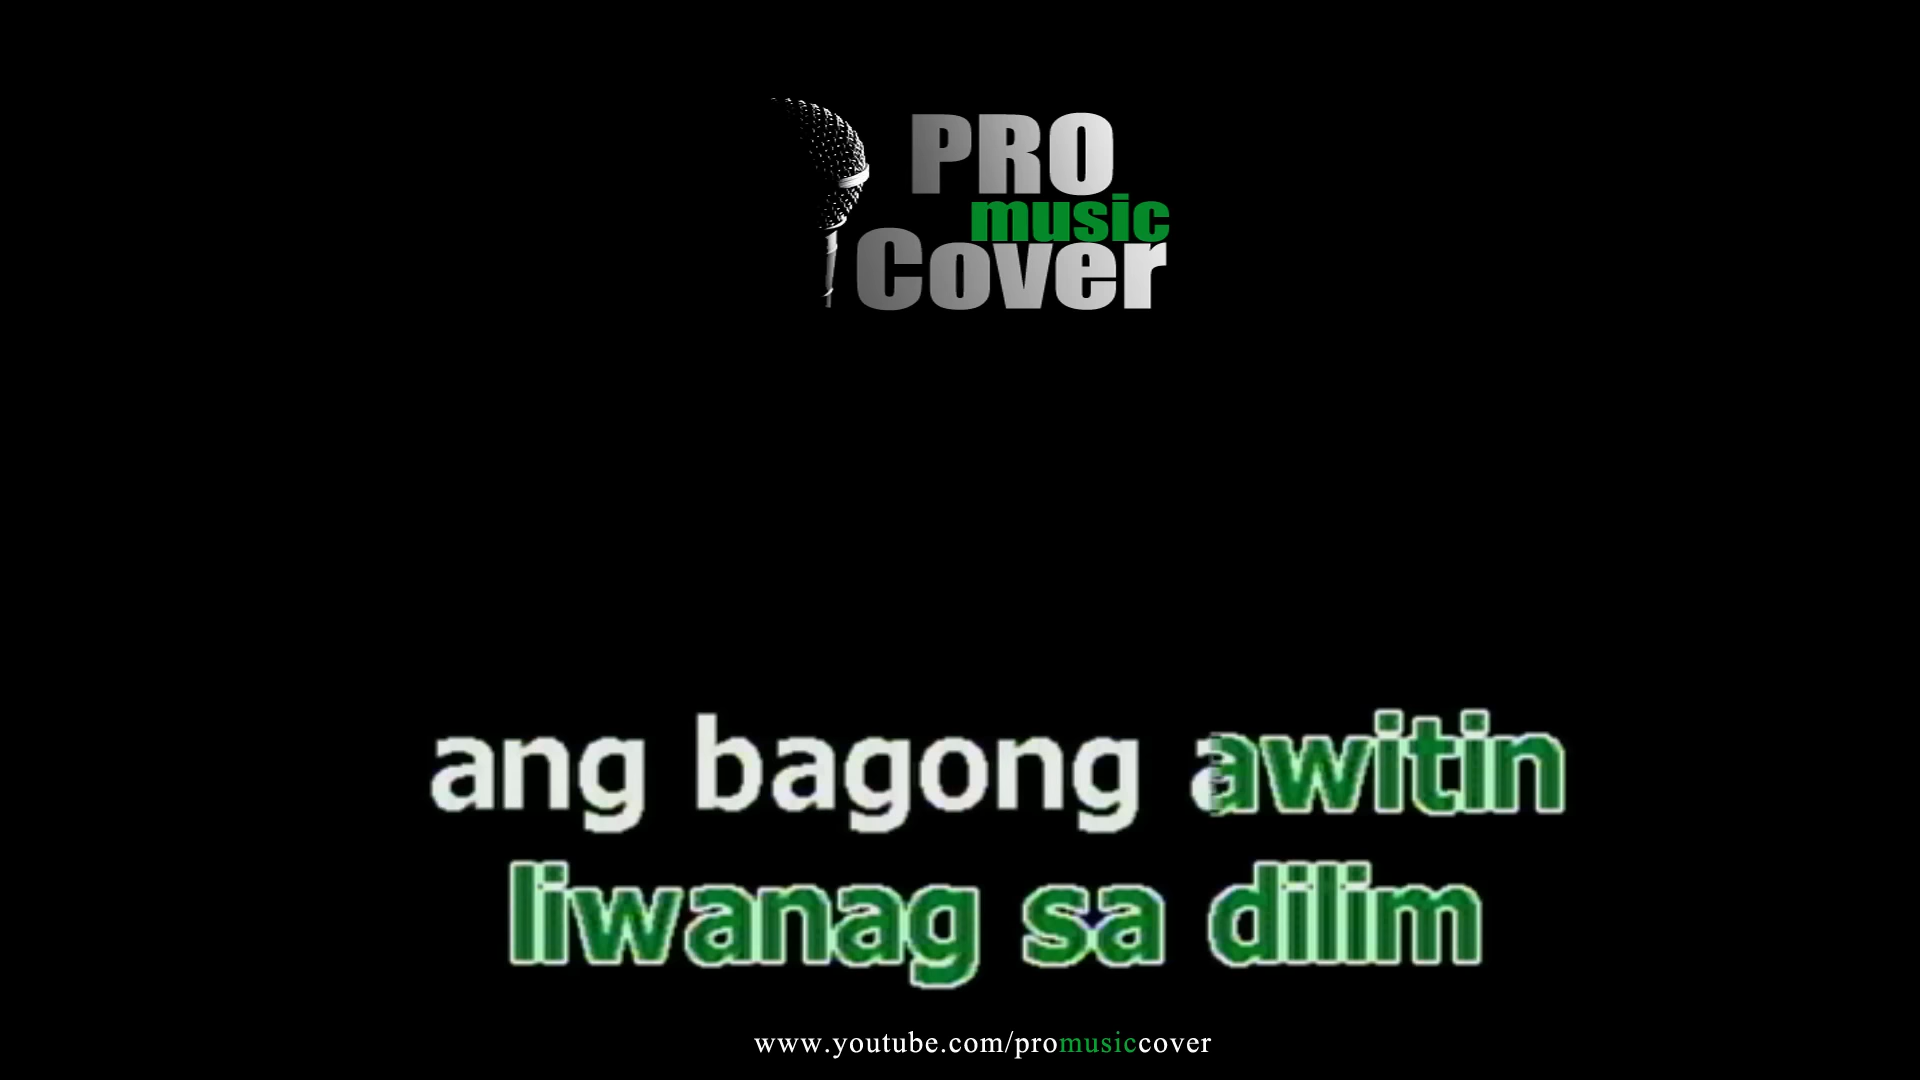 PRO
music
Cover
ang bagong awitin
liwanag sa dilim
www.youtube.com/promusiccover